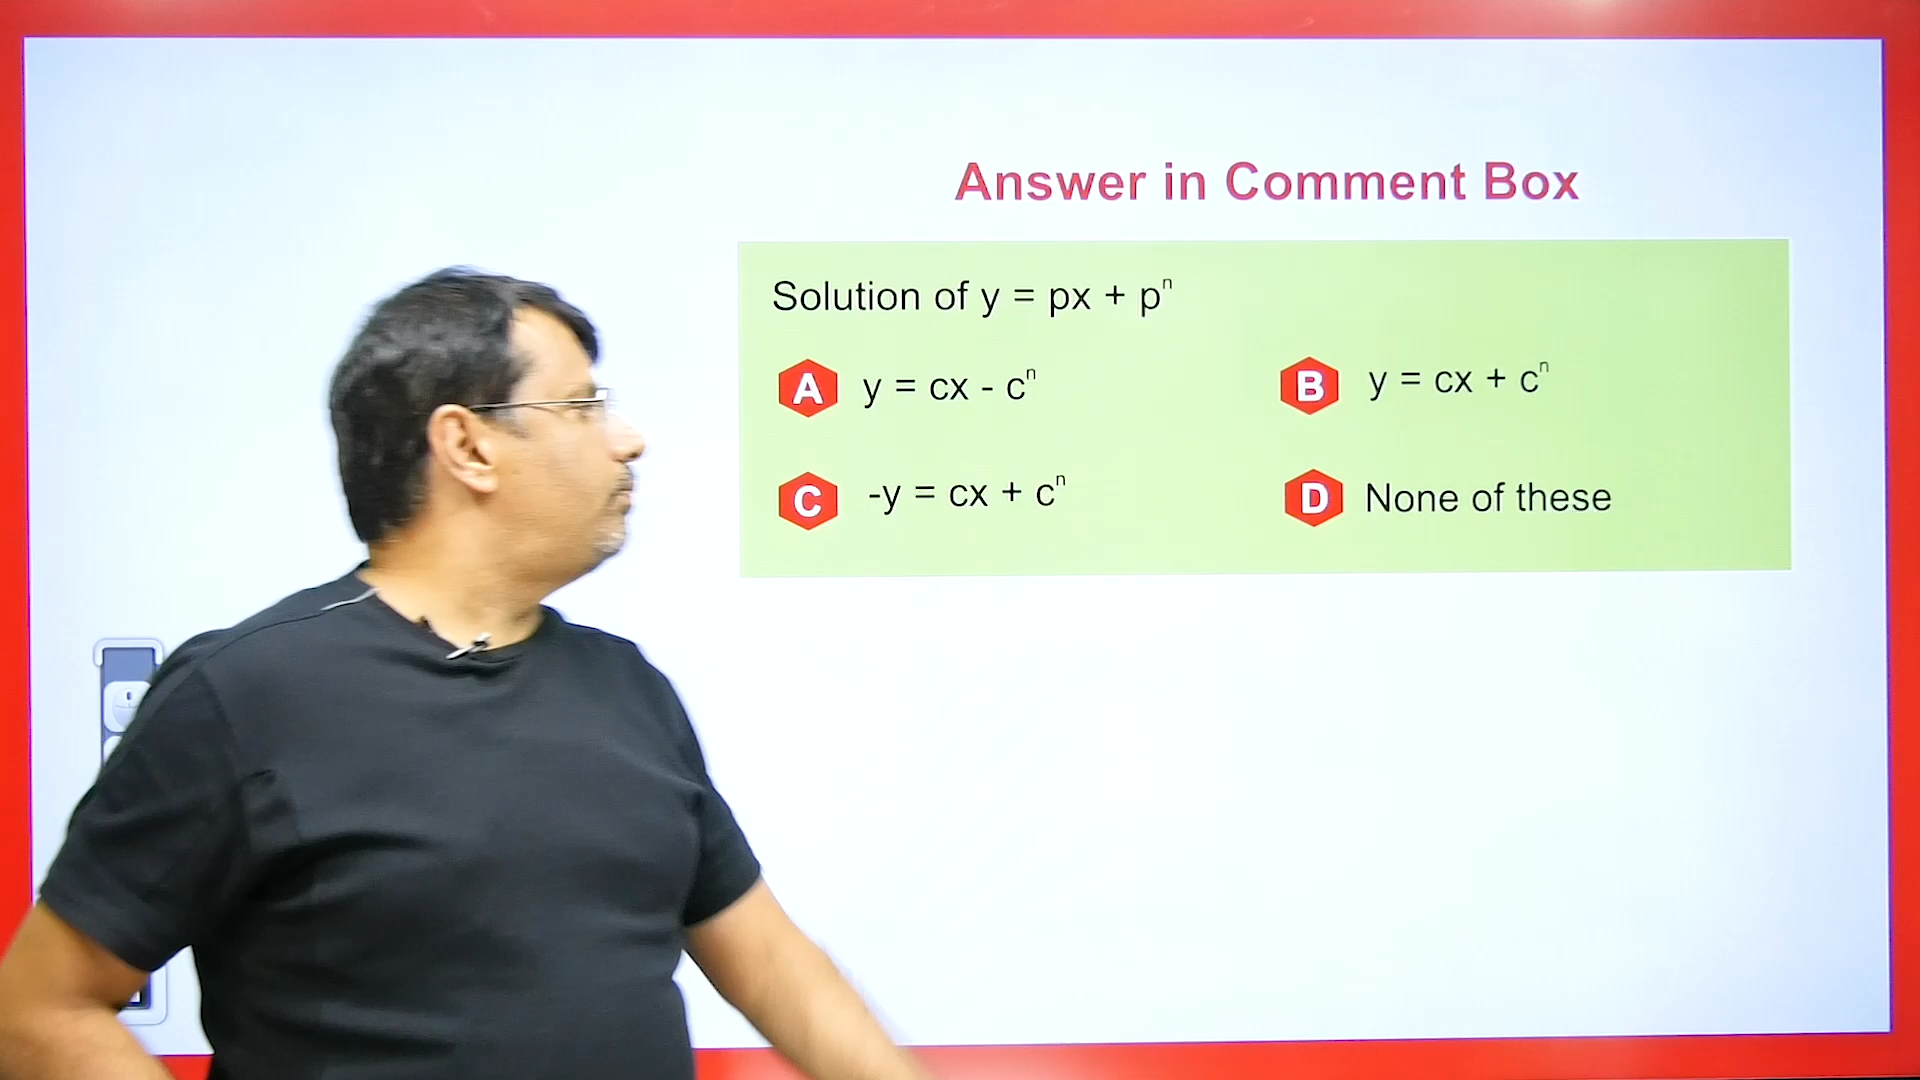 Answer in Comment Box
Solution of y = px + pⁿ
A y = cx - cⁿ
B y = cx + cⁿ
C -y = cx + cⁿ
D None of these